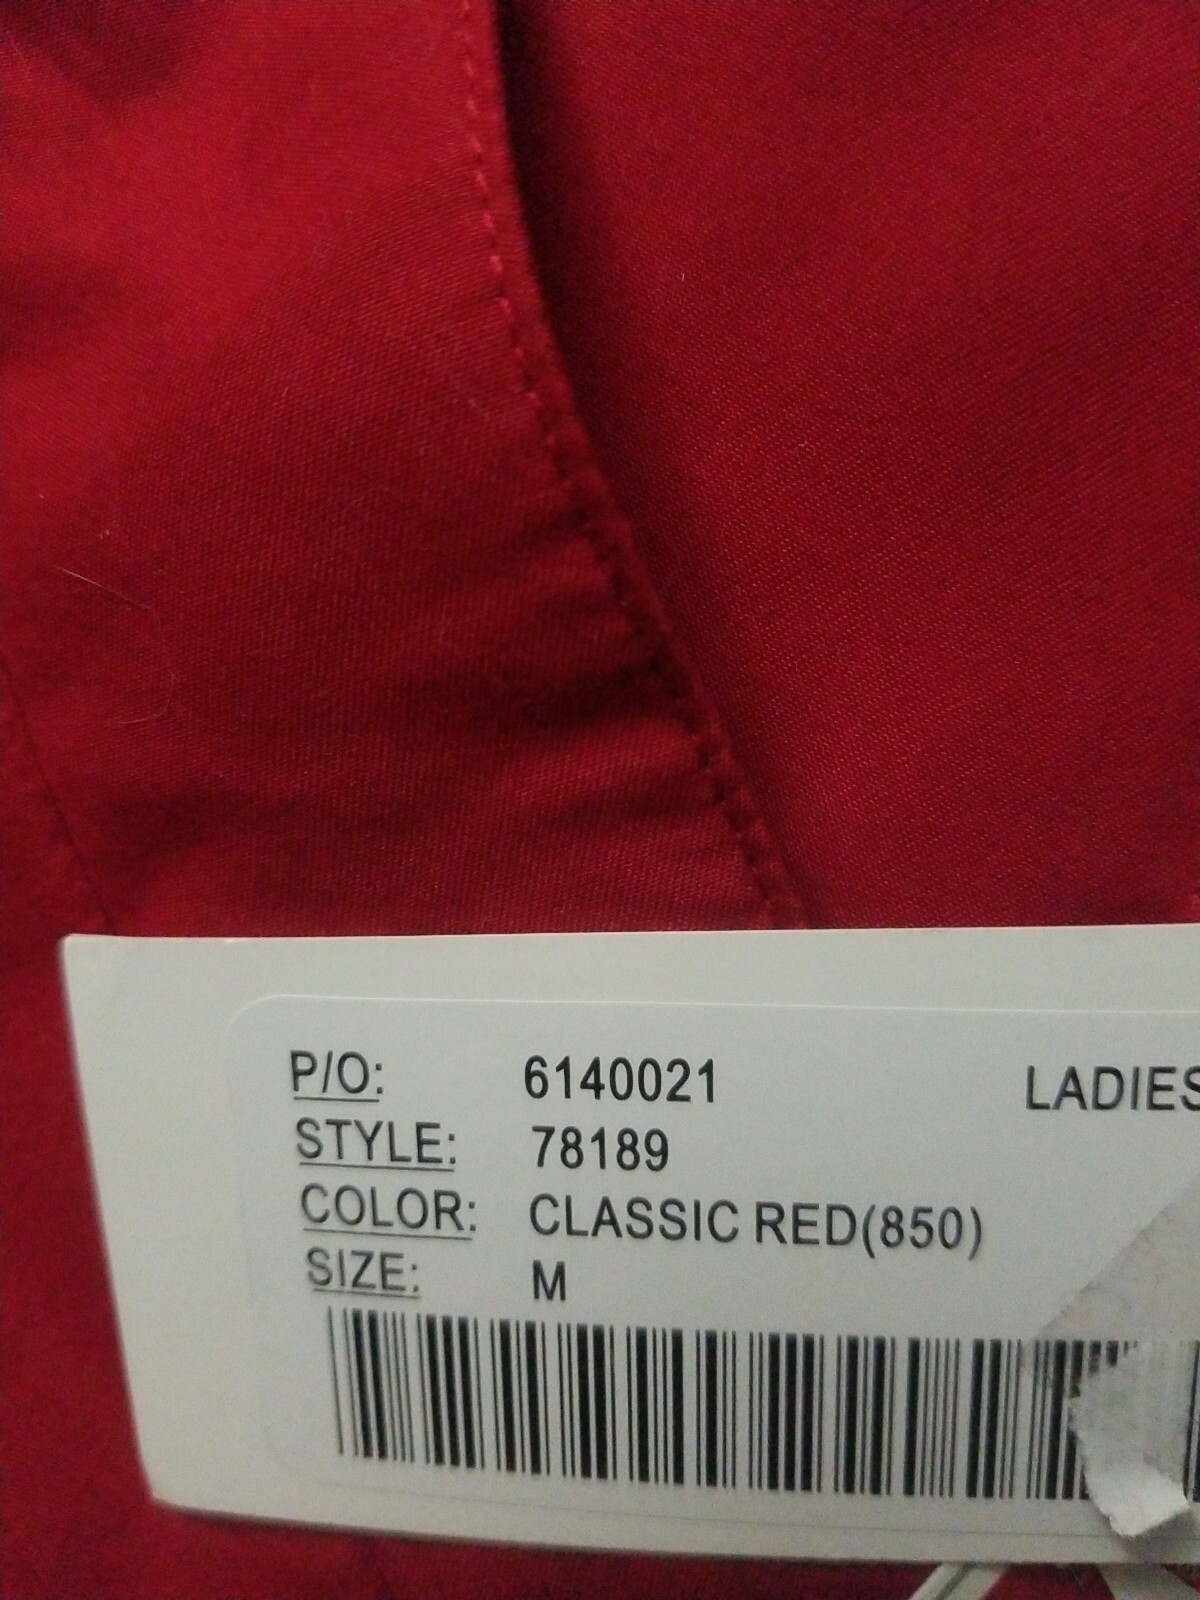 P/O: 6140021 LADIES
STYLE: 78189
COLOR: CLASSIC RED(850)
SIZE: M